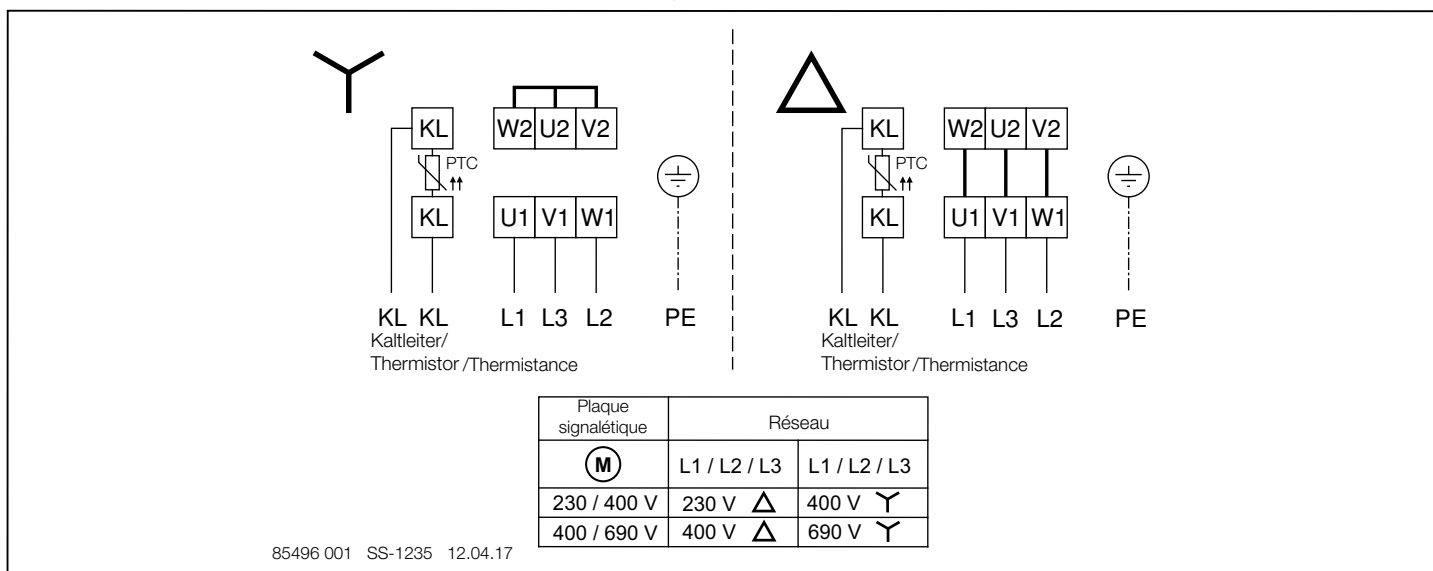 KL
W2 U2 V2
PTC
KL
U1 V1 W1
KL KL L1 L3 L2 PE
Kaltleiter/
Thermistor /Thermistance
KL
W2 U2 V2
PTC
KL
U1 V1 W1
KL KL L1 L3 L2 PE
Kaltleiter/
Thermistor /Thermistance
Plaque
signalétique
Réseau
M L1 / L2 / L3 L1 / L2 / L3
230 / 400 V 230 V 400 V
400 / 690 V 400 V 690 V
85496 001 SS-1235 12.04.17